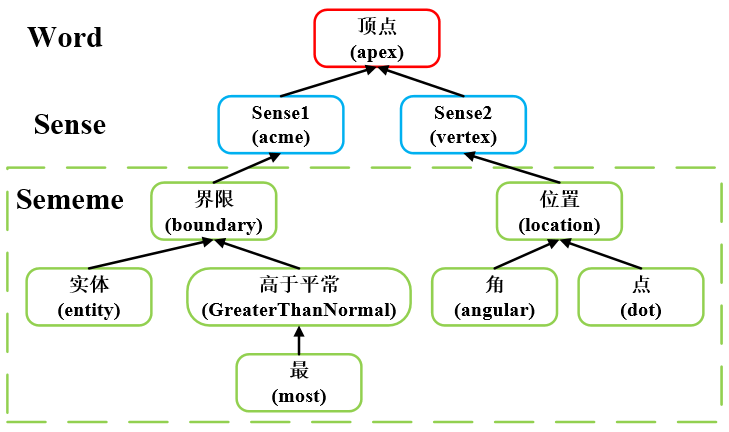 Word
顶点
(apex)
Sense
Sense1
(acme)
Sense2
(vertex)
Sememe
界限
(boundary)
位置
(location)
实体
(entity)
高于平常
(GreaterThanNormal)
角
(angular)
点
(dot)
最
(most)